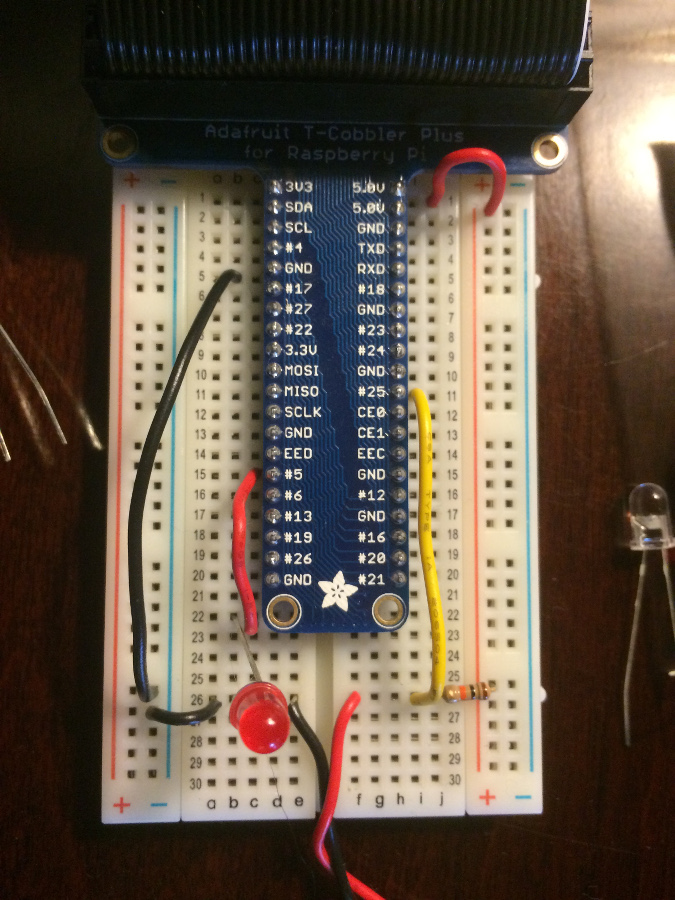 Adafruit T-Cobbler Plus
for Raspberry Pi
+ − + −
1 3V3 5.0V 1
2 SDA 5.0V 2
3 SCL GND 3
4 #4 TXD 4
5 GND RXD 5
#17 #18 6
#27 GND 7
#22 #23 8
9 3.3V #24 9
10 MOSI GND 10
11 MISO #25 11
12 SCLK CE0 12
13 GND CE1 13
14 EED EEC 14
15 #5 GND 15
16 #6 #12 16
17 #13 GND 17
18 #19 #16 18
19 #26 #20 19
20 GND #21 20
21 21
22 22
23 23
24 24
25 25
26 26
27 27
28 28
29 29
30 30
+ − a b c d e f g h i j + −